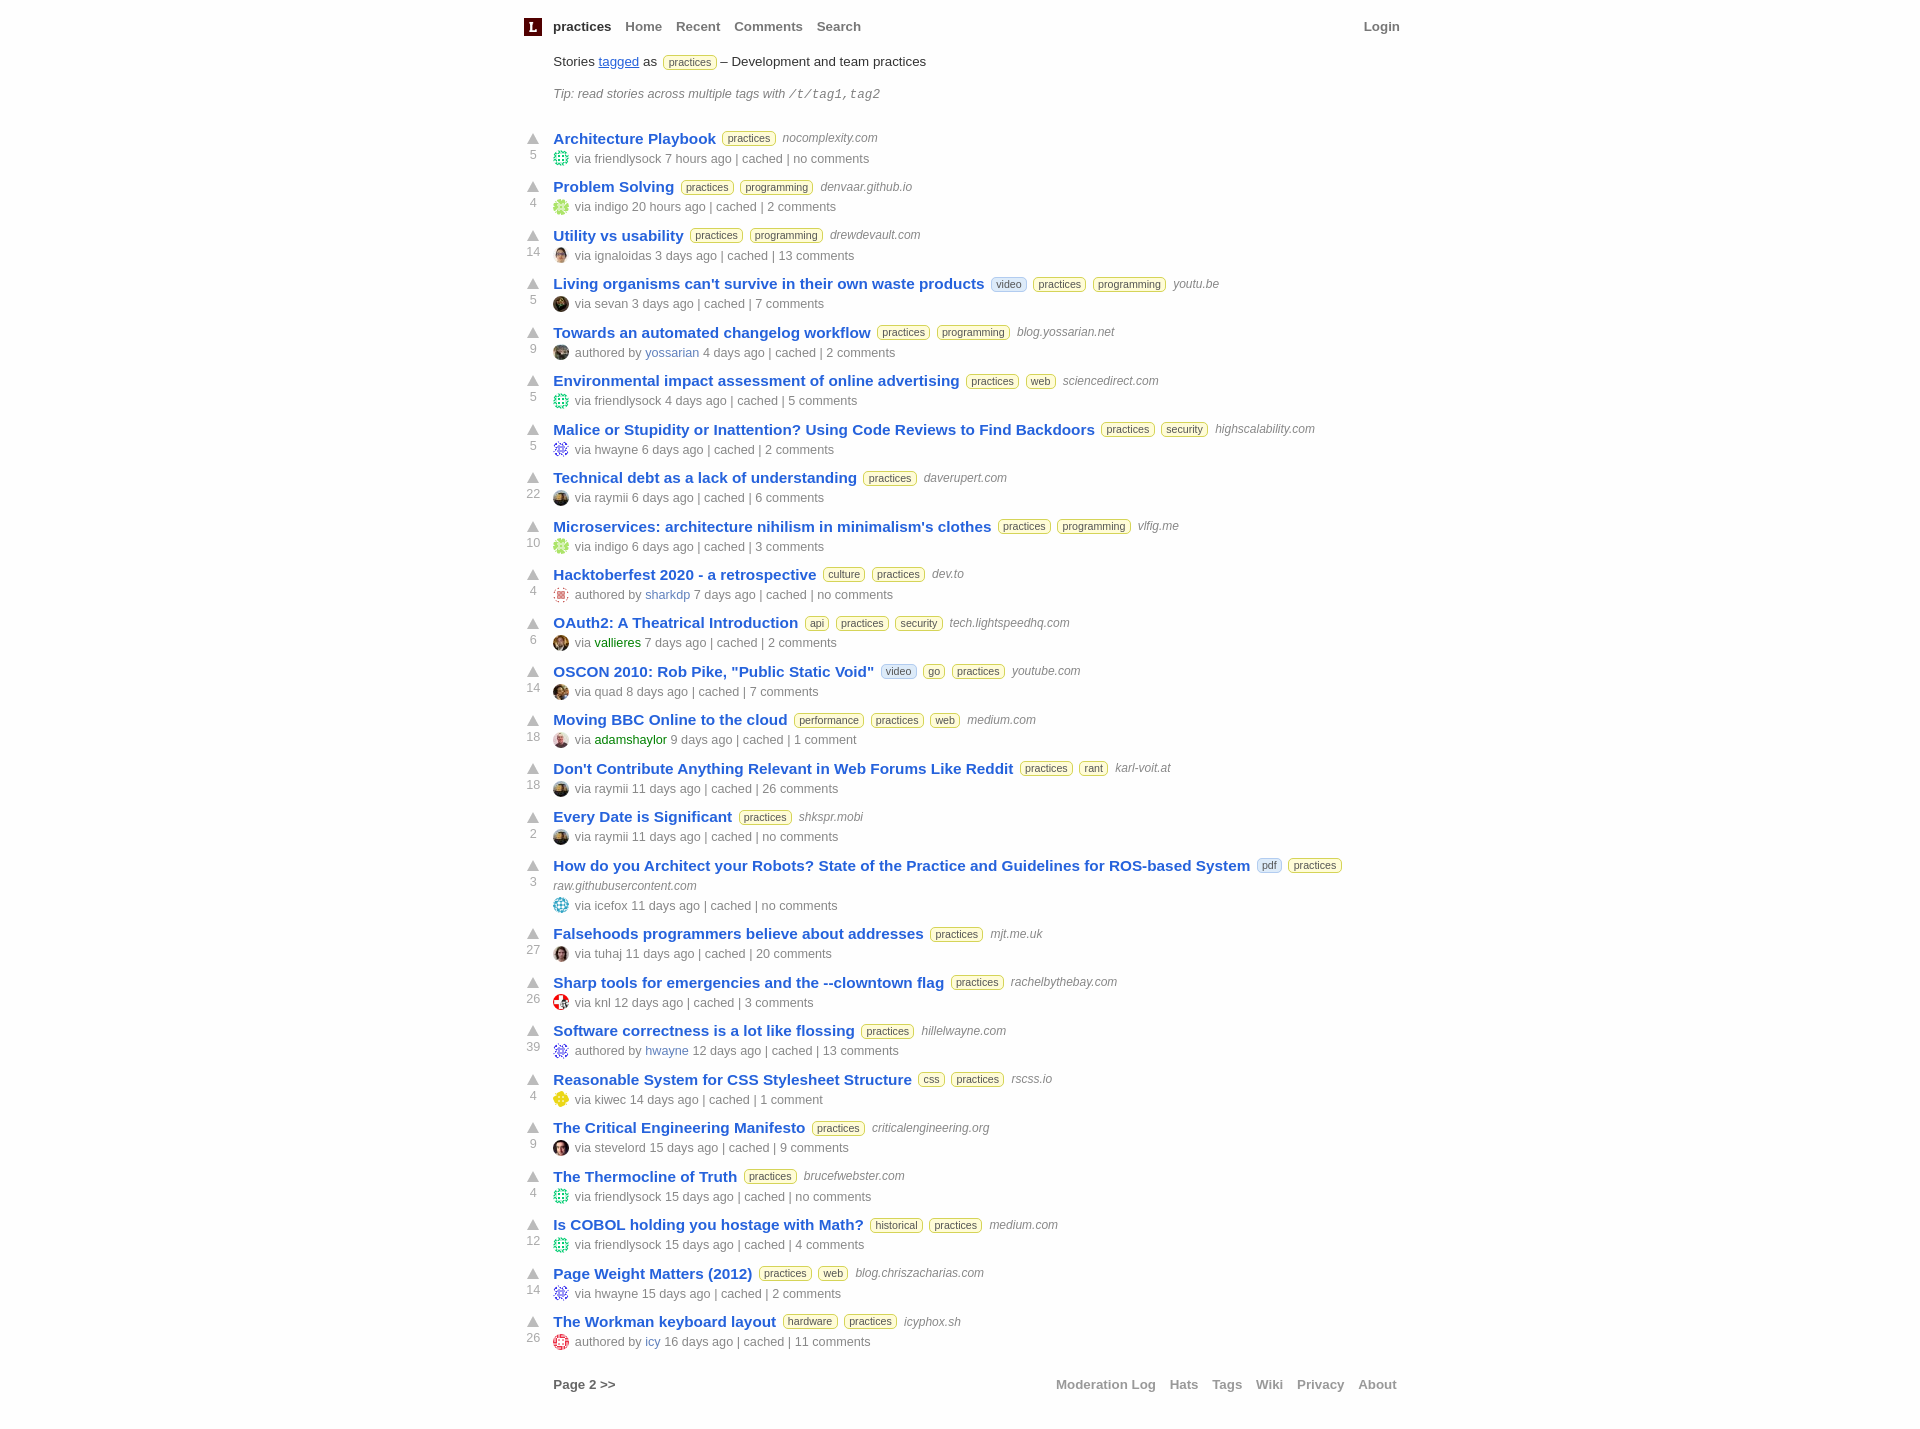 L practices Home Recent Comments Search Login
Stories tagged as practices – Development and team practices
Tip: read stories across multiple tags with /t/tag1,tag2
Architecture Playbook practices nocomplexity.com
5 via friendlysock 7 hours ago | cached | no comments
Problem Solving practices programming denvaar.github.io
4 via indigo 20 hours ago | cached | 2 comments
Utility vs usability practices programming drewdevault.com
14 via ignaloidas 3 days ago | cached | 13 comments
Living organisms can't survive in their own waste products video practices programming youtu.be
5 via sevan 3 days ago | cached | 7 comments
Towards an automated changelog workflow practices programming blog.yossarian.net
9 authored by yossarian 4 days ago | cached | 2 comments
Environmental impact assessment of online advertising practices web sciencedirect.com
5 via friendlysock 4 days ago | cached | 5 comments
Malice or Stupidity or Inattention? Using Code Reviews to Find Backdoors practices security highscalability.com
5 via hwayne 6 days ago | cached | 2 comments
Technical debt as a lack of understanding practices daverupert.com
22 via raymii 6 days ago | cached | 6 comments
Microservices: architecture nihilism in minimalism's clothes practices programming vlfig.me
10 via indigo 6 days ago | cached | 3 comments
Hacktoberfest 2020 - a retrospective culture practices dev.to
4 authored by sharkdp 7 days ago | cached | no comments
OAuth2: A Theatrical Introduction api practices security tech.lightspeedhq.com
6 via vallieres 7 days ago | cached | 2 comments
OSCON 2010: Rob Pike, "Public Static Void" video go practices youtube.com
14 via quad 8 days ago | cached | 7 comments
Moving BBC Online to the cloud performance practices web medium.com
18 via adamshaylor 9 days ago | cached | 1 comment
Don't Contribute Anything Relevant in Web Forums Like Reddit practices rant karl-voit.at
18 via raymii 11 days ago | cached | 26 comments
Every Date is Significant practices shkspr.mobi
2 via raymii 11 days ago | cached | no comments
How do you Architect your Robots? State of the Practice and Guidelines for ROS-based System pdf practices
3 raw.githubusercontent.com
via icefox 11 days ago | cached | no comments
Falsehoods programmers believe about addresses practices mjt.me.uk
27 via tuhaj 11 days ago | cached | 20 comments
Sharp tools for emergencies and the --clowntown flag practices rachelbythebay.com
26 via knl 12 days ago | cached | 3 comments
Software correctness is a lot like flossing practices hillelwayne.com
39 authored by hwayne 12 days ago | cached | 13 comments
Reasonable System for CSS Stylesheet Structure css practices rscss.io
4 via kiwec 14 days ago | cached | 1 comment
The Critical Engineering Manifesto practices criticalengineering.org
9 via stevelord 15 days ago | cached | 9 comments
The Thermocline of Truth practices brucefwebster.com
4 via friendlysock 15 days ago | cached | no comments
Is COBOL holding you hostage with Math? historical practices medium.com
12 via friendlysock 15 days ago | cached | 4 comments
Page Weight Matters (2012) practices web blog.chriszacharias.com
14 via hwayne 15 days ago | cached | 2 comments
The Workman keyboard layout hardware practices icyphox.sh
26 authored by icy 16 days ago | cached | 11 comments
Page 2 >> Moderation Log Hats Tags Wiki Privacy About